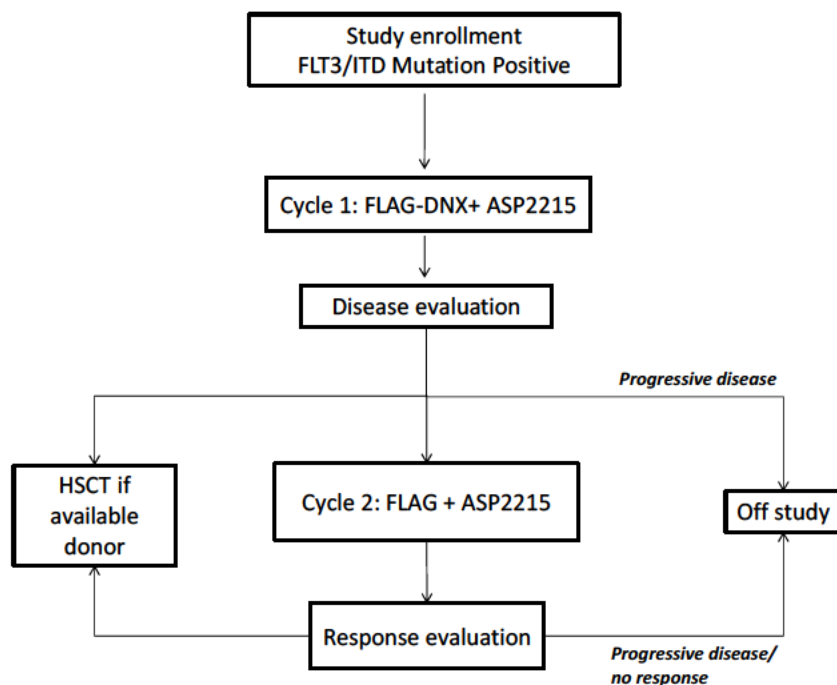 Study enrollment
FLT3/ITD Mutation Positive
Cycle 1: FLAG-DNX+ ASP2215
Disease evaluation
Progressive disease
HSCT if
available
donor
Cycle 2: FLAG + ASP2215
Off study
Response evaluation
Progressive disease/
no response